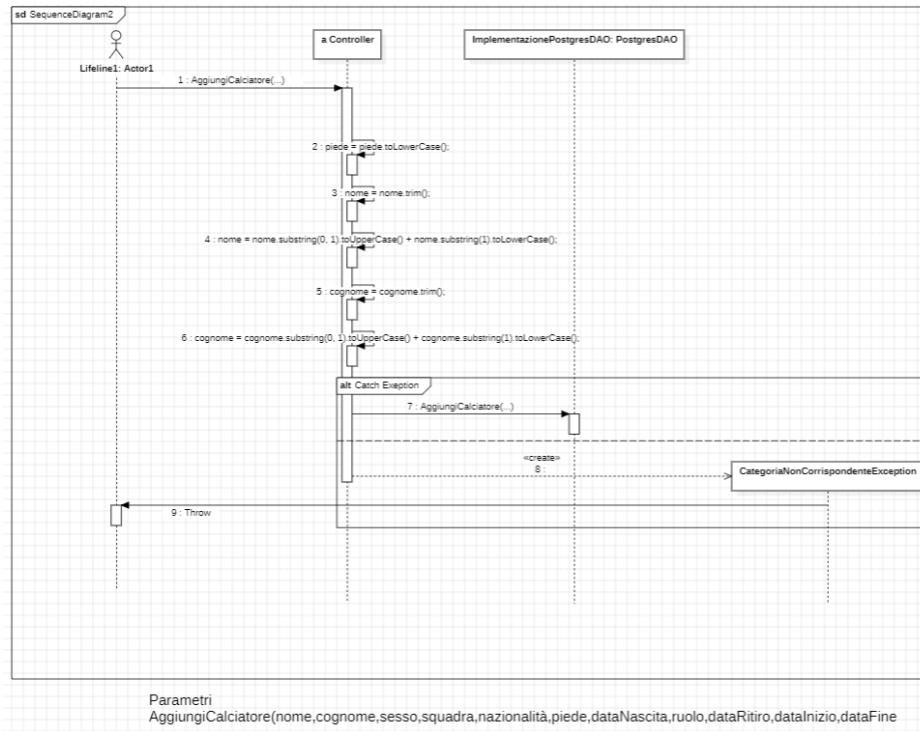 sd SequenceDiagram2
a Controller
ImplementazionePostgresDAO: PostgresDAO
Lifeline1: Actor1
1 : AggiungiCalciatore(...)
2 : piede = piede.toLowerCase();
3 : nome = nome.trim();
4 : nome = nome.substring(0, 1).toUpperCase() + nome.substring(1).toLowerCase();
5 : cognome = cognome.trim();
6 : cognome = cognome.substring(0, 1).toUpperCase() + cognome.substring(1).toLowerCase();
alt Catch Exeption
7 : AggiungiCalciatore(...)
«create»
8 :
CategoriaNonCorrispondenteException
9 : Throw
Parametri
AggiungiCalciatore(nome,cognome,sesso,squadra,nazionalità,piede,dataNascita,ruolo,dataRitiro,dataInizio,dataFine